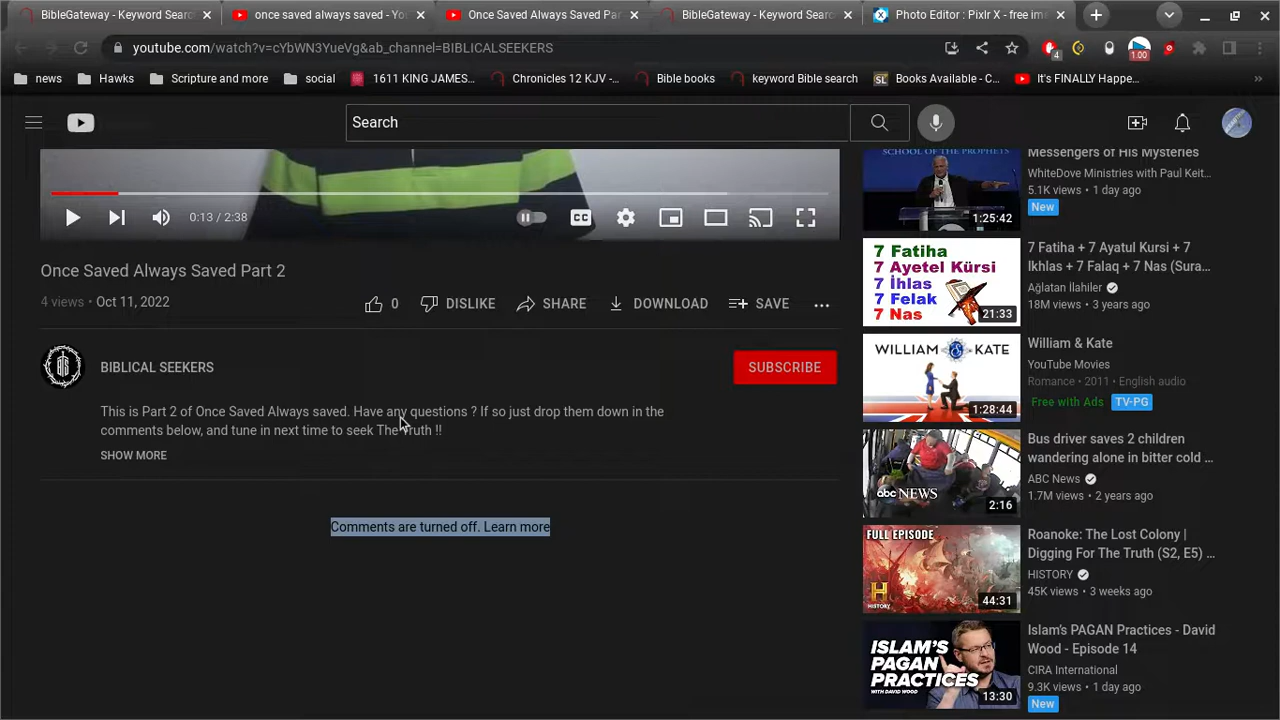 BibleGateway - Keyword Searc
once saved always saved - Yo
Once Saved Always Saved Par
BibleGateway - Keyword Searc
Photo Editor : Pixlr X - free im
youtube.com/watch?v=cYbWN3YueVg&ab_channel=BIBLICALSEEKERS
4
1.00
news
Hawks
Scripture and more
social
1611 KING JAMES...
Chronicles 12 KJV -...
Bible books
keyword Bible search
SL
Books Available - C...
It's FINALLY Happe...
»
Search
0:13 / 2:38
CC
Once Saved Always Saved Part 2
4 views • Oct 11, 2022
0
DISLIKE
SHARE
DOWNLOAD
SAVE
...
BIBLICAL SEEKERS
SUBSCRIBE
This is Part 2 of Once Saved Always saved. Have any questions ? If so just drop them down in the
comments below, and tune in next time to seek The Truth !!
SHOW MORE
Comments are turned off. Learn more
SCHOOL OF THE PROPHETS
1:25:42
Messengers of His Mysteries
WhiteDove Ministries with Paul Keit...
5.1K views • 1 day ago
New
7 Fatiha
7 Ayetel Kürsi
7 İhlas
7 Felak
7 Nas
21:33
7 Fatiha + 7 Ayatul Kursi + 7
Ikhlas + 7 Falaq + 7 Nas (Sura...
Ağlatan İlahiler
18M views • 3 years ago
WILLIAM & KATE
1:28:44
William & Kate
YouTube Movies
Romance • 2011 • English audio
Free with Ads
TV-PG
abc NEWS
2:16
Bus driver saves 2 children
wandering alone in bitter cold ...
ABC News
1.7M views • 2 years ago
FULL EPISODE
H
HISTORY
44:31
Roanoke: The Lost Colony |
Digging For The Truth (S2, E5) ...
HISTORY
45K views • 3 weeks ago
ISLAM'S
PAGAN
PRACTICES
WITH DAVID WOOD
13:30
Islam's PAGAN Practices - David
Wood - Episode 14
CIRA International
9.3K views • 1 day ago
New